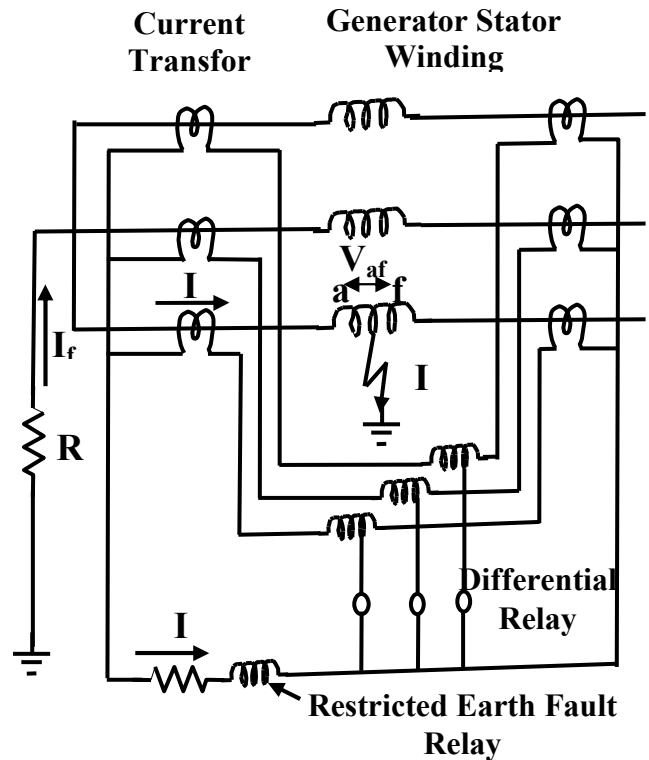 Current
Transfor
Generator Stator
Winding
V af
a f
I
I f
I
R
Differential
Relay
I
Restricted Earth Fault
Relay